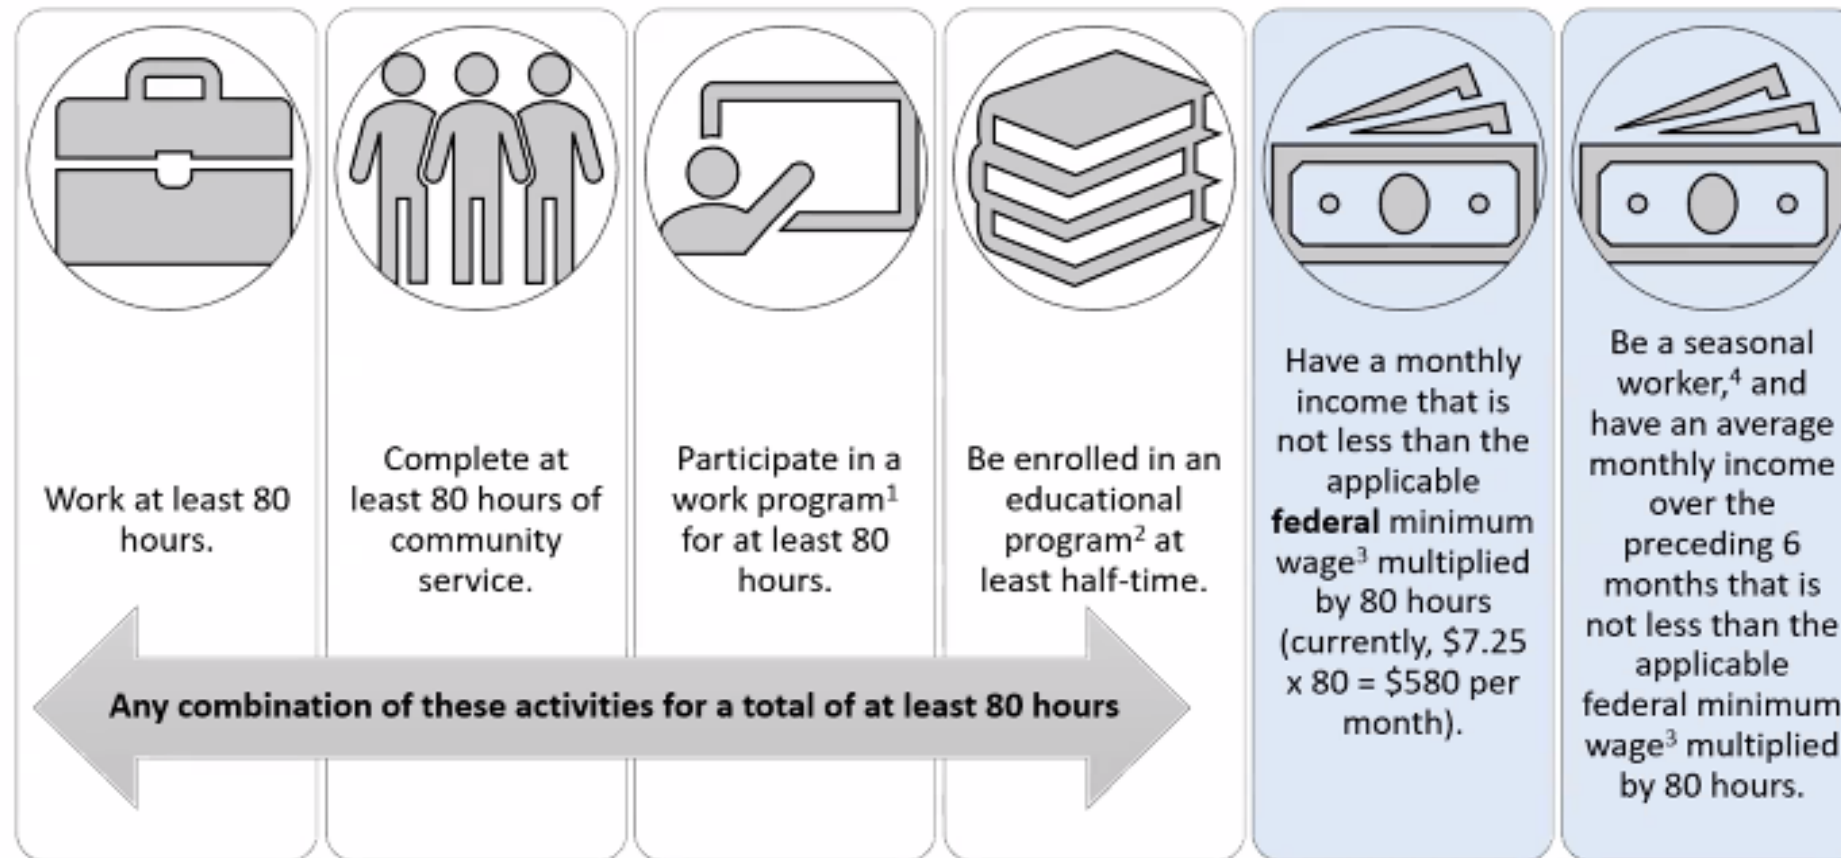 Work at least 80
hours.
Complete at
least 80 hours of
community
service.
Participate in a
work program¹
for at least 80
hours.
Be enrolled in an
educational
program² at
least half-time.
Any combination of these activities for a total of at least 80 hours
Have a monthly
income that is
not less than the
applicable
federal minimum
wage³ multiplied
by 80 hours
(currently, $7.25
x 80 = $580 per
month).
Be a seasonal
worker,⁴ and
have an average
monthly income
over the
preceding 6
months that is
not less than the
applicable
federal minimum
wage³ multiplied
by 80 hours.